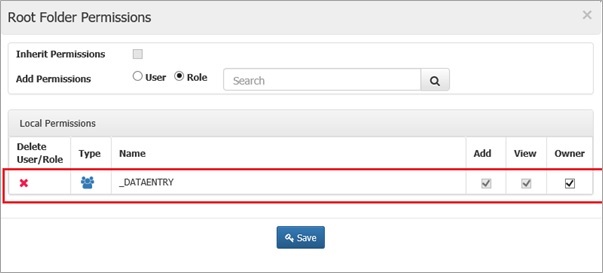 Root Folder Permissions
Inherit Permissions
Add Permissions User Role Search
Local Permissions
Delete User/Role Type Name Add View Owner
_DATAENTRY
Save